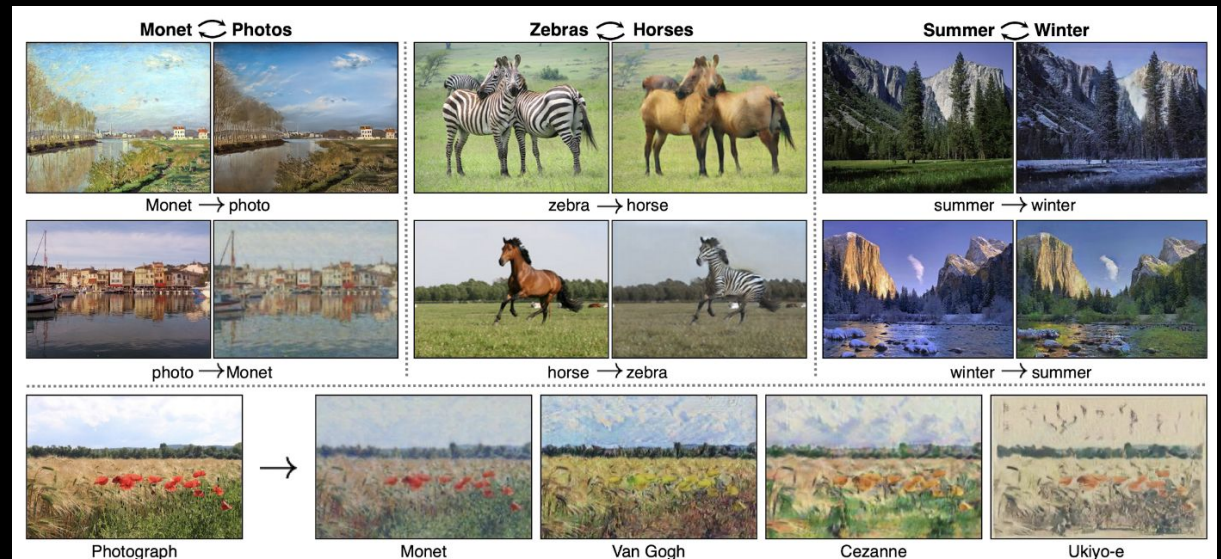 Monet ⇄ Photos
Zebras ⇄ Horses
Summer ⇄ Winter
Monet → photo
zebra → horse
summer → winter
photo → Monet
horse → zebra
winter → summer
Photograph
Monet
Van Gogh
Cezanne
Ukiyo-e